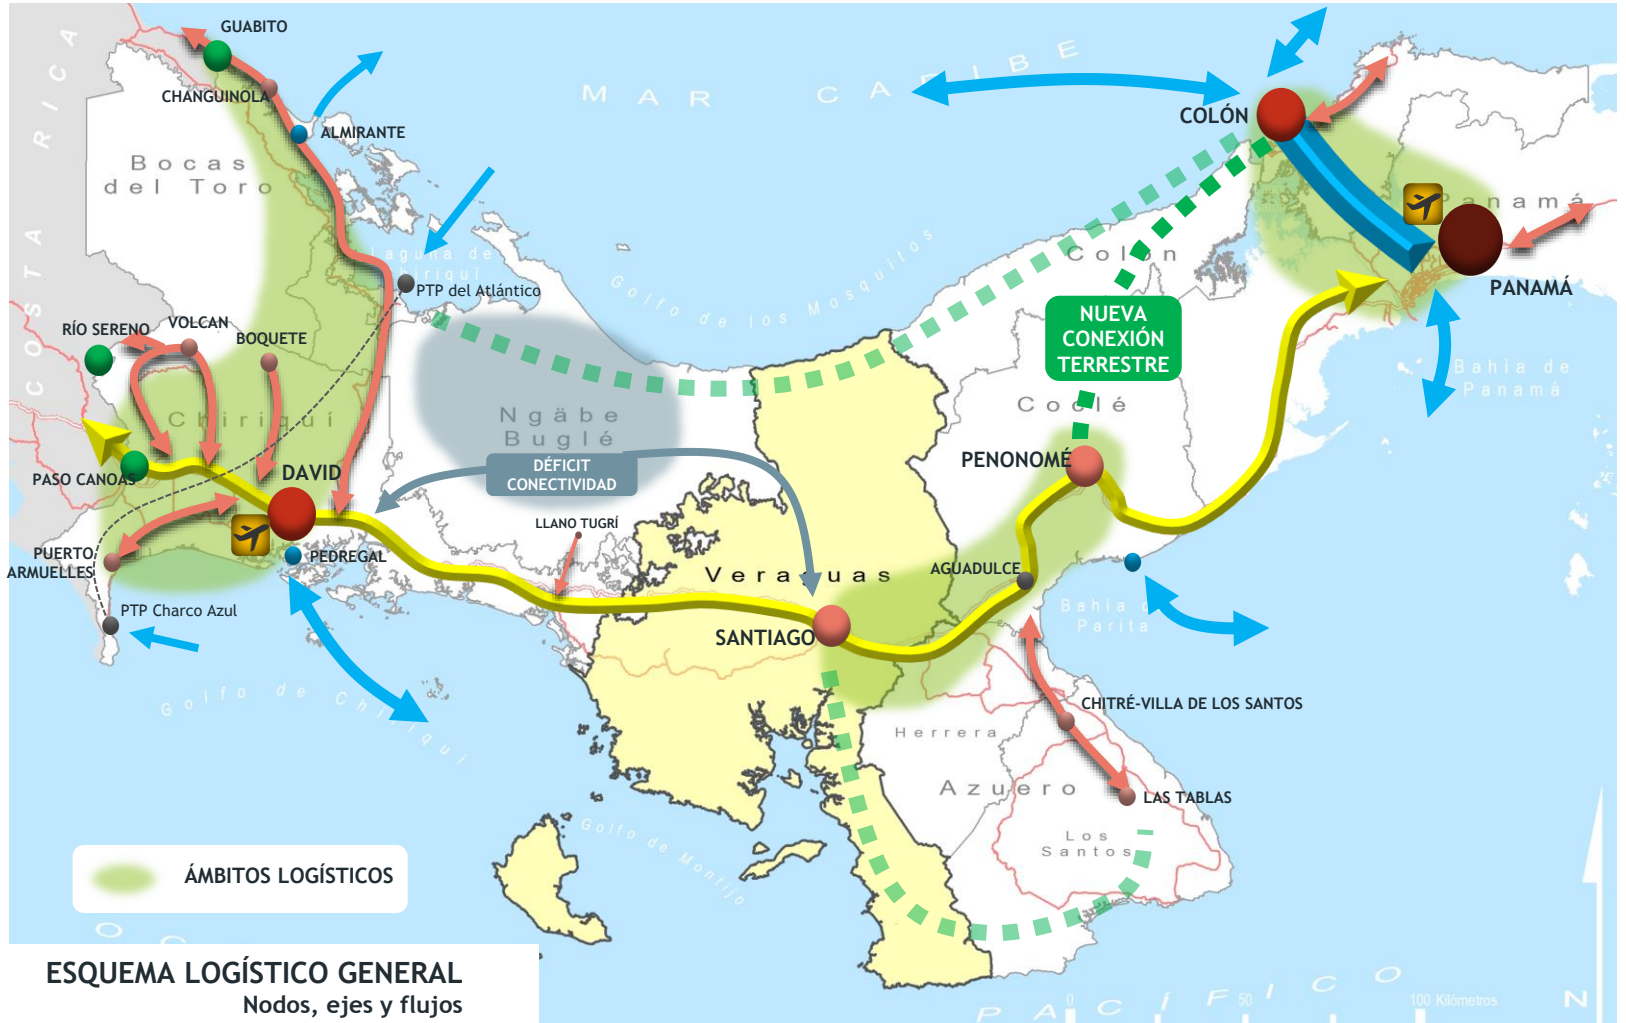 GUABITO
CHANGUINOLA
ALMIRANTE
COSTA RICA
Bocas
del Toro
MAR CARIBE
COLÓN
Panamá
PANAMÁ
Laguna de
Chiriquí
PTP del Atlántico
Golfo de los Mosquitos
Colón
NUEVA
CONEXIÓN
TERRESTRE
RÍO SERENO
VOLCAN
BOQUETE
Bahía de
Panamá
Chiriquí
Ngäbe
Buglé
Coclé
DÉFICIT
CONECTIVIDAD
PENONOMÉ
PASO CANOAS
DAVID
LLANO TUGRÍ
PEDREGAL
PUERTO
ARMUELLES
Veraguas
AGUADULCE
PTP Charco Azul
Bahía de
Parita
SANTIAGO
Golfo de Chiriquí
CHITRÉ-VILLA DE LOS SANTOS
Herrera
Azuero
LAS TABLAS
Los
Santos
Golfo de Montijo
ÁMBITOS LOGÍSTICOS
ESQUEMA LOGÍSTICO GENERAL
Nodos, ejes y flujos
PACÍFICO
0 50 100 Kilómetros
N